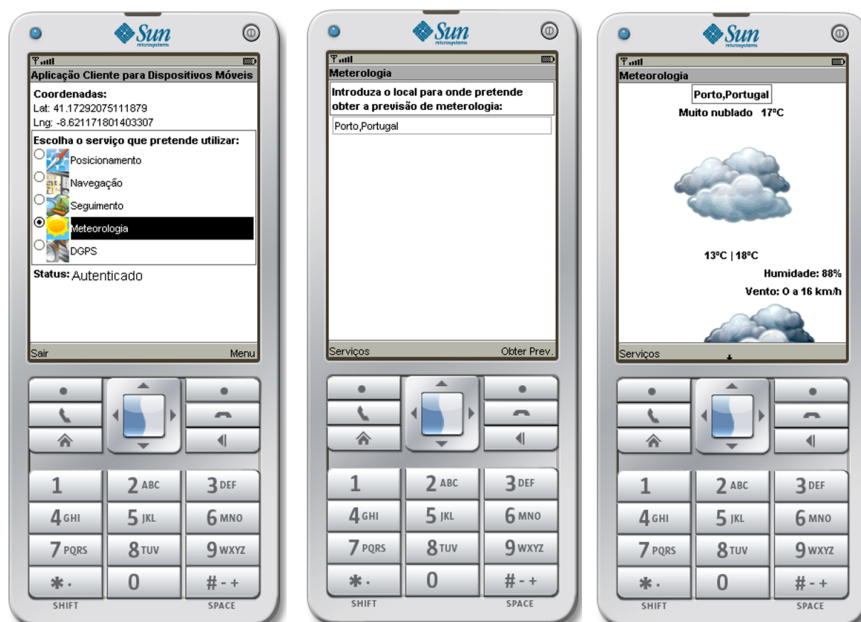 Sun
microsystems
Aplicação Cliente para Dispositivos Móveis
Coordenadas:
Lat: 41.17292075111879
Lng: -8.621171801403307
Escolha o serviço que pretende utilizar:
Posicionamento
Navegação
Seguimento
Meteorologia
DGPS
Status: Autenticado
Sair
Menu
1
2 ABC
3 DEF
4 GHI
5 JKL
6 MNO
7 PQRS
8 TUV
9 WXYZ
* .
0
# - +
SHIFT
SPACE
Sun
microsystems
Meterologia
Introduza o local para onde pretende
obter a previsão de meterologia:
Porto,Portugal
Serviços
Obter Prev.
1
2 ABC
3 DEF
4 GHI
5 JKL
6 MNO
7 PQRS
8 TUV
9 WXYZ
* .
0
# - +
SHIFT
SPACE
Sun
microsystems
Meteorologia
Porto,Portugal
Muito nublado 17ºC
13ºC | 18ºC
Humidade: 88%
Vento: O a 16 km/h
Serviços
1
2 ABC
3 DEF
4 GHI
5 JKL
6 MNO
7 PQRS
8 TUV
9 WXYZ
* .
0
# - +
SHIFT
SPACE